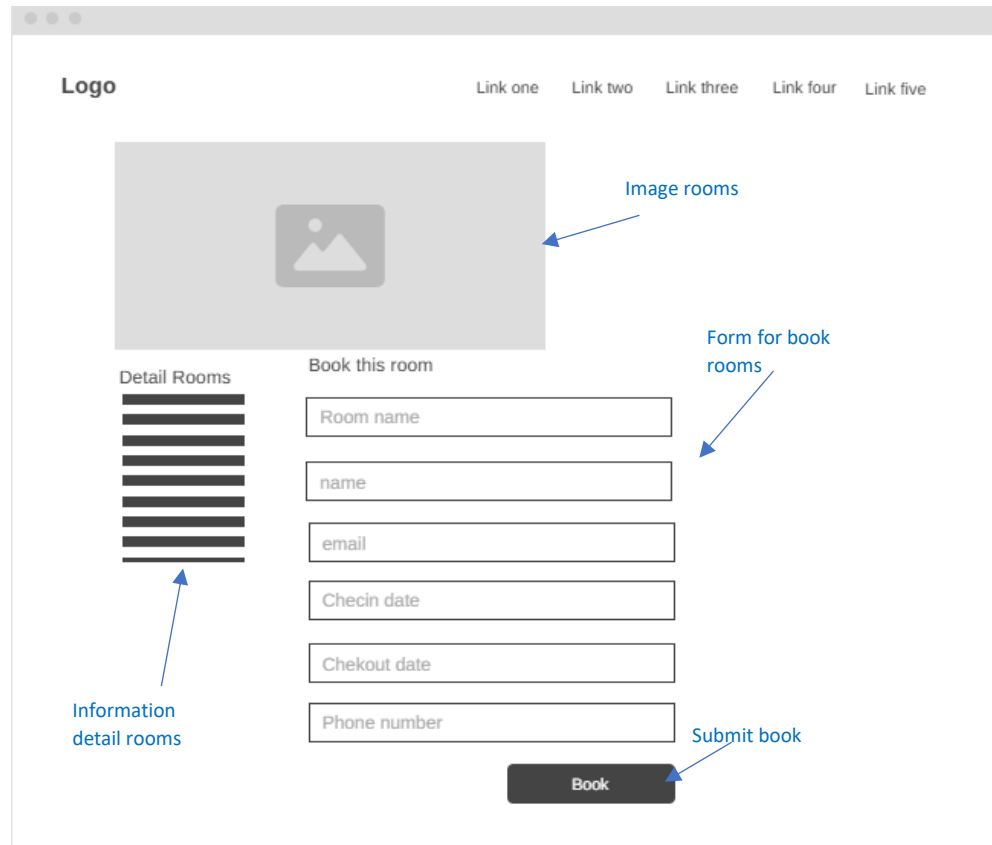 Logo
Link one
Link two
Link three
Link four
Link five
Image rooms
Form for book
rooms
Detail Rooms
Book this room
Room name
name
email
Checin date
Chekout date
Phone number
Information
detail rooms
Submit book
Book